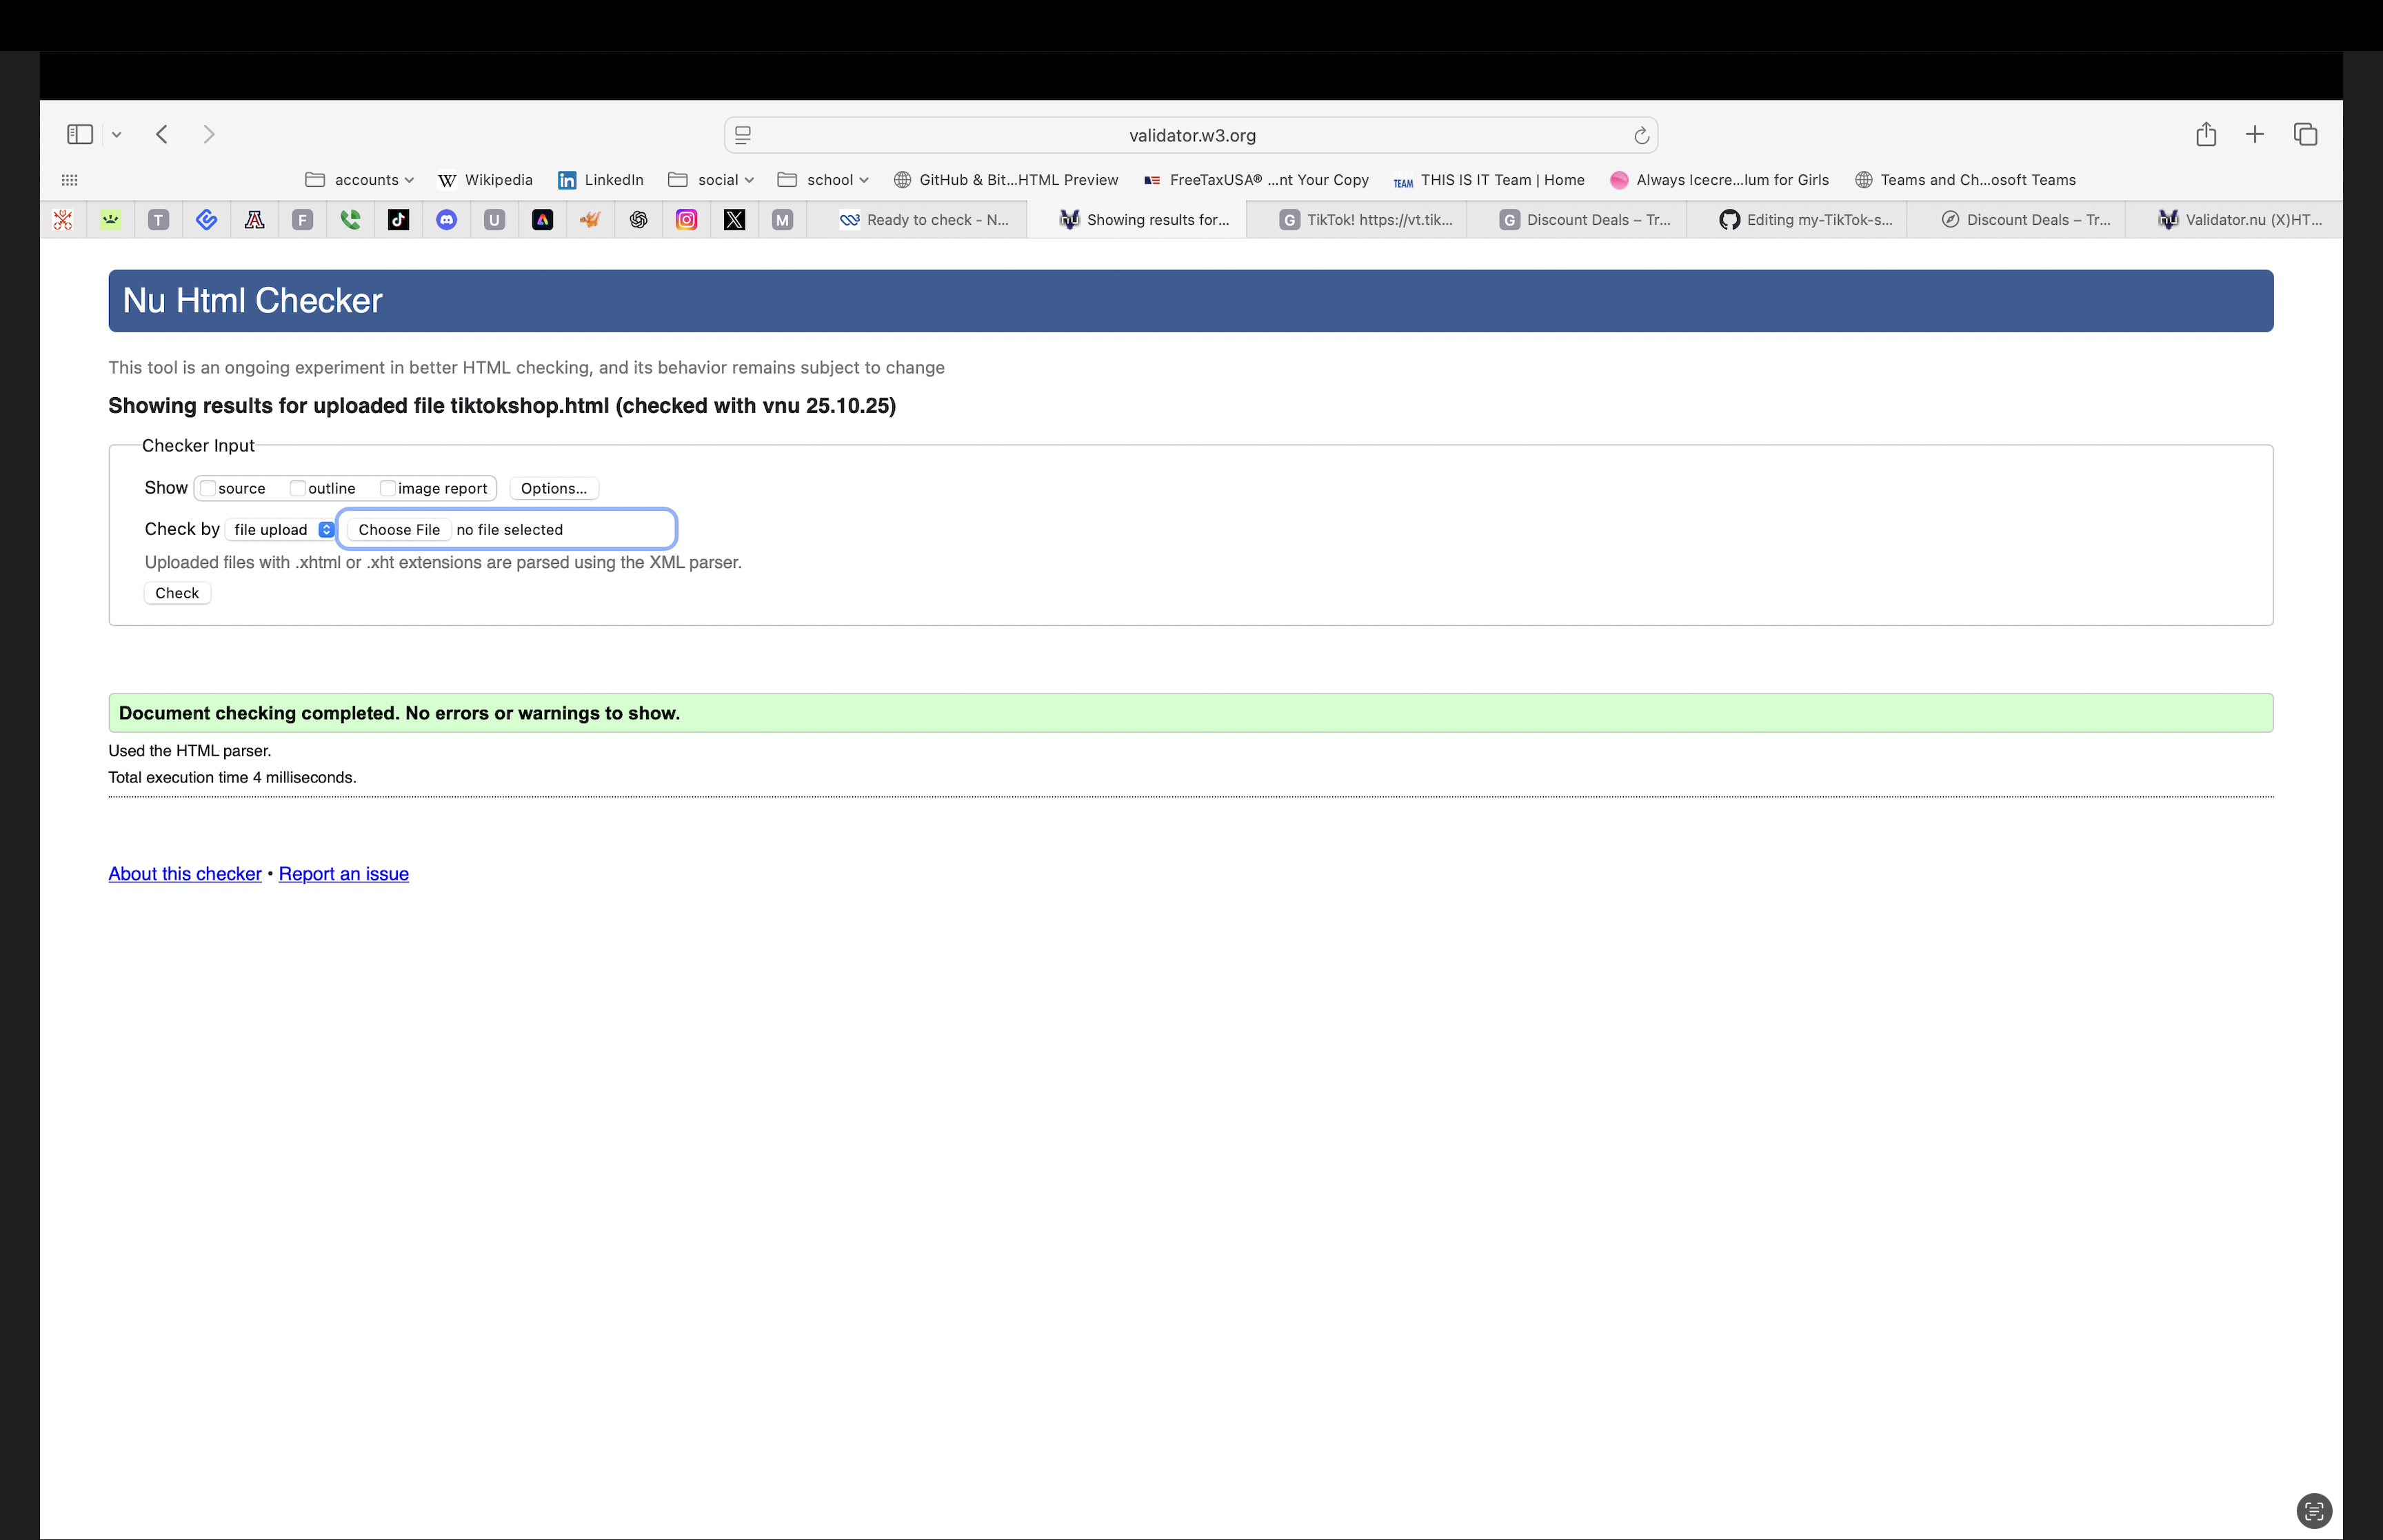 validator.w3.org
accounts
Wikipedia
LinkedIn
social
school
GitHub & Bit...HTML Preview
FreeTaxUSA® ...nt Your Copy
TEAM THIS IS IT Team | Home
Always Icecre...lum for Girls
Teams and Ch...osoft Teams
T
F
U
M
Ready to check - N...
Showing results for...
G TikTok! https://vt.tik...
G Discount Deals – Tr...
Editing my-TikTok-s...
Discount Deals – Tr...
nu Validator.nu (X)HT...
Nu Html Checker
This tool is an ongoing experiment in better HTML checking, and its behavior remains subject to change
Showing results for uploaded file tiktokshop.html (checked with vnu 25.10.25)
Checker Input
Show source outline image report Options...
Check by file upload Choose File no file selected
Uploaded files with .xhtml or .xht extensions are parsed using the XML parser.
Check
Document checking completed. No errors or warnings to show.
Used the HTML parser.
Total execution time 4 milliseconds.
About this checker • Report an issue